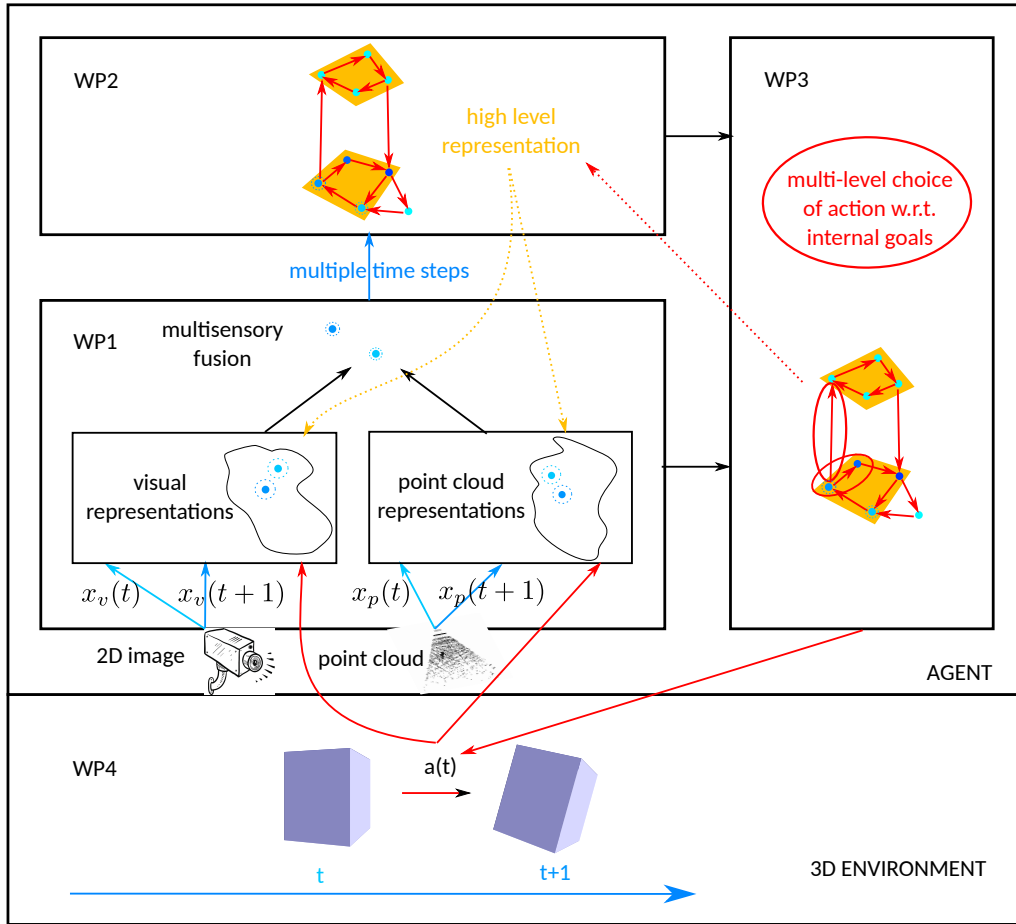 WP2
high level
representation
WP3
multi-level choice
of action w.r.t.
internal goals
multiple time steps
WP1
multisensory
fusion
visual
representations
point cloud
representations
x_v(t)
x_v(t+1)
x_p(t)
x_p(t+1)
2D image
point cloud
AGENT
WP4
a(t)
t
t+1
3D ENVIRONMENT